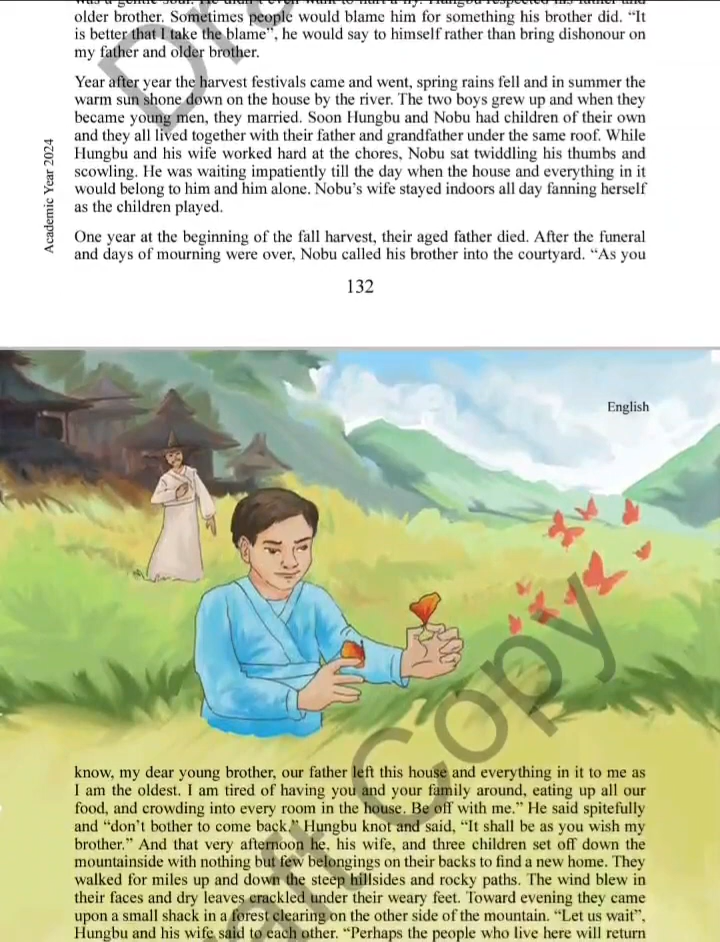 was a gentle soul. He didn't even want to hurt a fly. Hungbu respected his father and
older brother. Sometimes people would blame him for something his brother did. “It
is better that I take the blame”, he would say to himself rather than bring dishonour on
my father and older brother.
Year after year the harvest festivals came and went, spring rains fell and in summer the
warm sun shone down on the house by the river. The two boys grew up and when they
became young men, they married. Soon Hungbu and Nobu had children of their own
and they all lived together with their father and grandfather under the same roof. While
Hungbu and his wife worked hard at the chores, Nobu sat twiddling his thumbs and
scowling. He was waiting impatiently till the day when the house and everything in it
would belong to him and him alone. Nobu’s wife stayed indoors all day fanning herself
as the children played.
One year at the beginning of the fall harvest, their aged father died. After the funeral
and days of mourning were over, Nobu called his brother into the courtyard. “As you
Academic Year 2024
132
English
know, my dear young brother, our father left this house and everything in it to me as
I am the oldest. I am tired of having you and your family around, eating up all our
food, and crowding into every room in the house. Be off with me.” He said spitefully
and “don’t bother to come back.” Hungbu knot and said, “It shall be as you wish my
brother.” And that very afternoon he, his wife, and three children set off down the
mountainside with nothing but few belongings on their backs to find a new home. They
walked for miles up and down the steep hillsides and rocky paths. The wind blew in
their faces and dry leaves crackled under their weary feet. Toward evening they came
upon a small shack in a forest clearing on the other side of the mountain. “Let us wait”,
Hungbu and his wife said to each other. “Perhaps the people who live here will return
Draft Copy